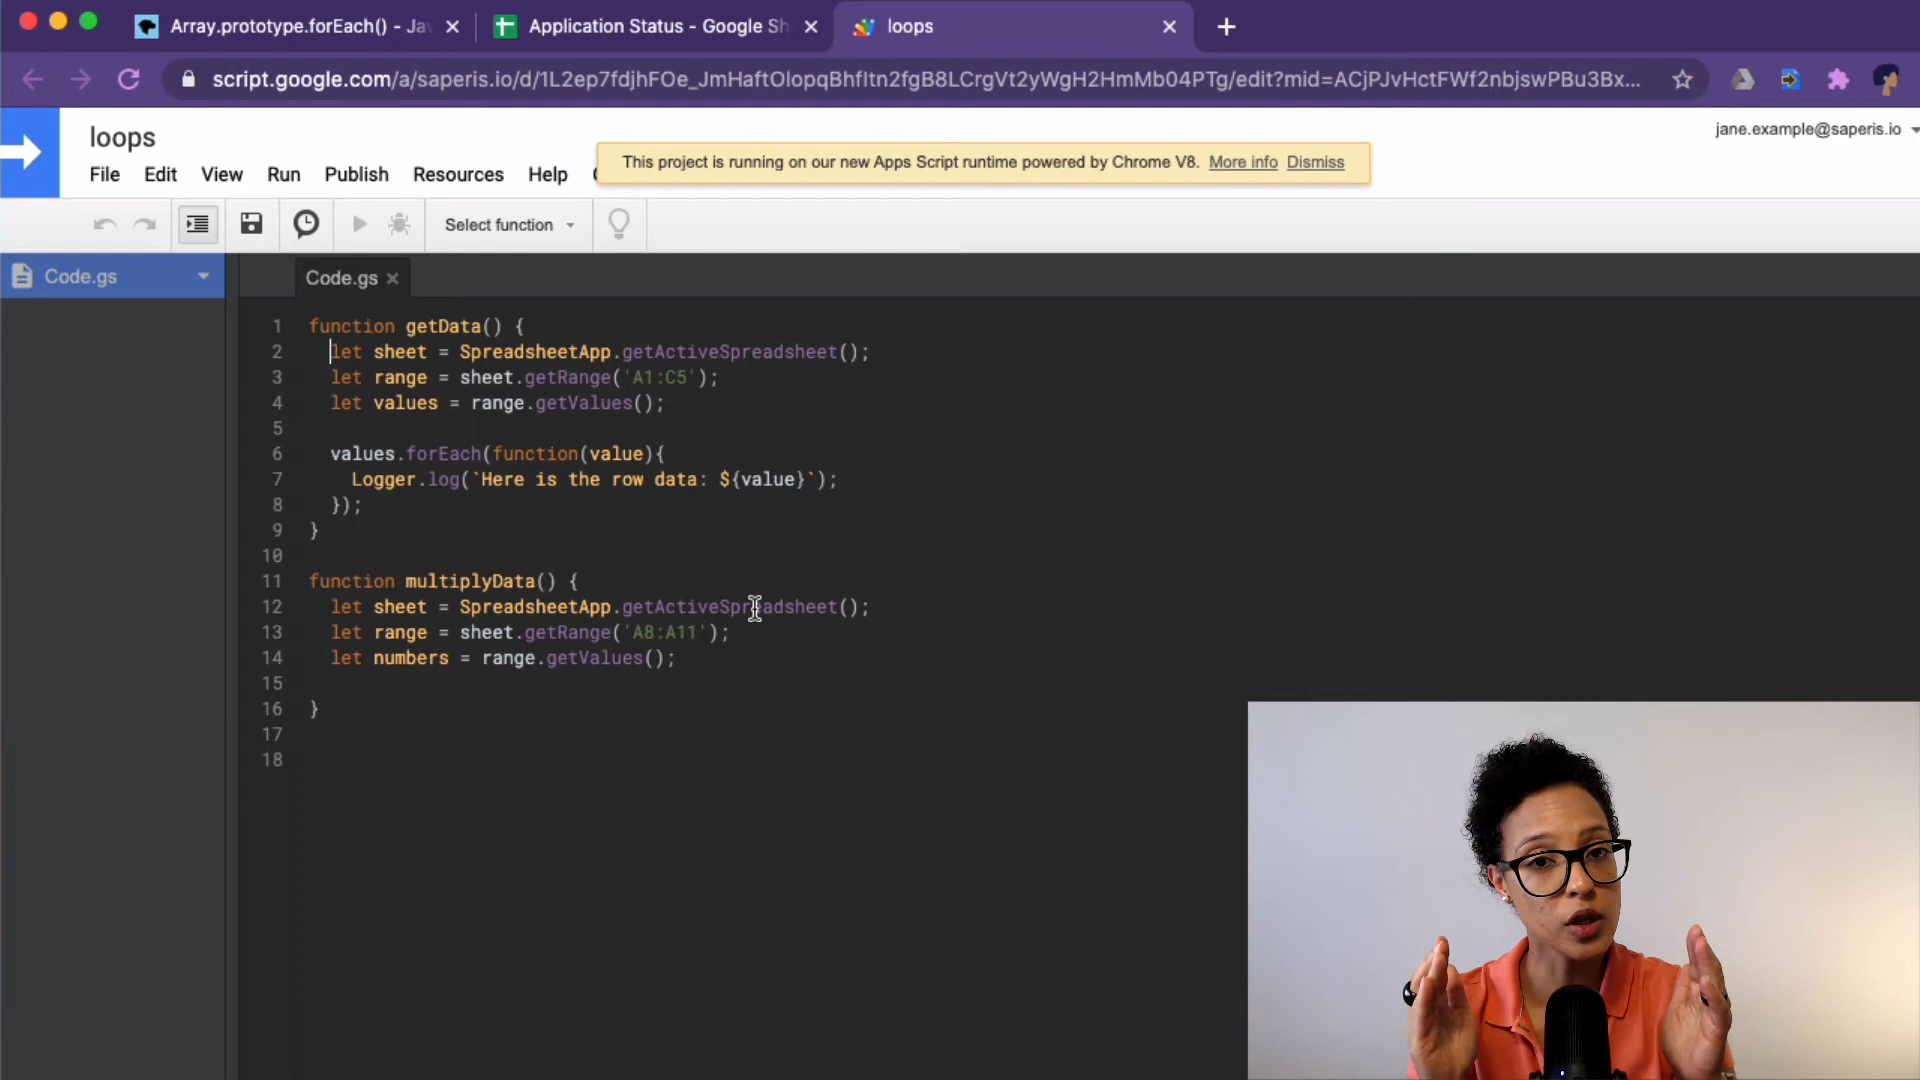 Array.prototype.forEach() - Jav
Application Status - Google Sh
loops
script.google.com/a/saperis.io/d/1L2ep7fdjhFOe_JmHaftOlopqBhfltn2fgB8LCrgVt2yWgH2HmMb04PTg/edit?mid=ACjPJvHctFWf2nbjswPBu3Bx...
loops
jane.example@saperis.io
File Edit View Run Publish Resources Help
This project is running on our new Apps Script runtime powered by Chrome V8. More info Dismiss
Select function
Code.gs
Code.gs
1 function getData() {
2 let sheet = SpreadsheetApp.getActiveSpreadsheet();
3 let range = sheet.getRange('A1:C5');
4 let values = range.getValues();
5
6 values.forEach(function(value){
7 Logger.log(`Here is the row data: ${value}`);
8 });
9 }
10
11 function multiplyData() {
12 let sheet = SpreadsheetApp.getActiveSpreadsheet();
13 let range = sheet.getRange('A8:A11');
14 let numbers = range.getValues();
15
16 }
17
18